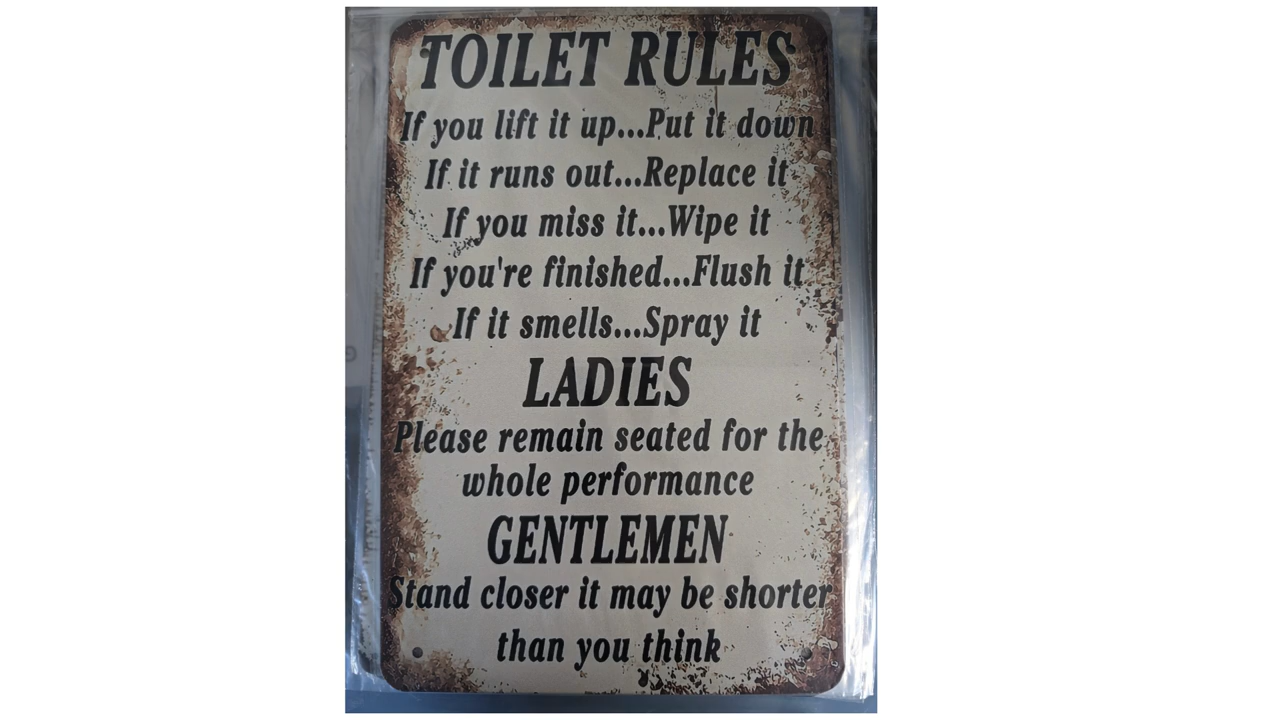 TOILET RULES
If you lift it up...Put it down
If it runs out...Replace it
If you miss it...Wipe it
If you're finished...Flush it
If it smells...Spray it
LADIES
Please remain seated for the
whole performance
GENTLEMEN
Stand closer it may be shorter
than you think